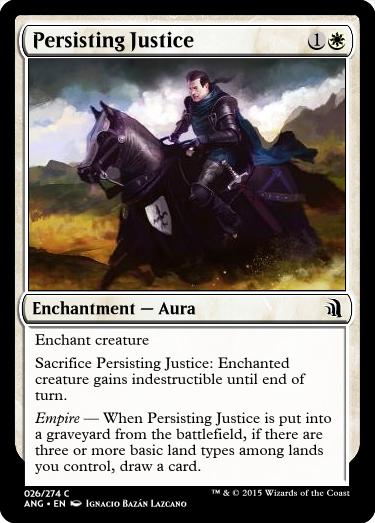 Persisting Justice 1
Enchantment — Aura
Enchant creature
Sacrifice Persisting Justice: Enchanted
creature gains indestructible until end of
turn.
Empire — When Persisting Justice is put into
a graveyard from the battlefield, if there are
three or more basic land types among lands
you control, draw a card.
026/274 C
ANG • EN Ignacio Bazán Lazcano
™ & © 2015 Wizards of the Coast